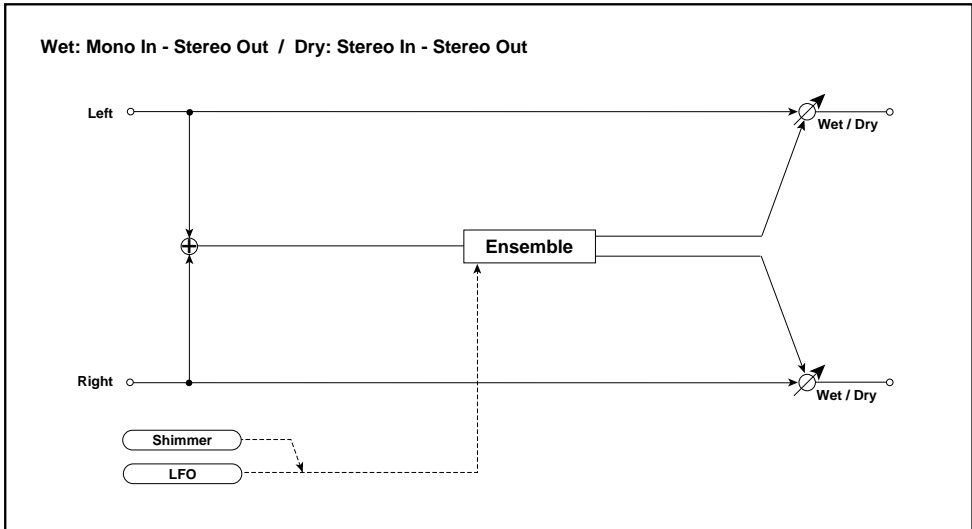 Wet: Mono In - Stereo Out / Dry: Stereo In - Stereo Out
Left
Wet / Dry
Ensemble
Right
Wet / Dry
Shimmer
LFO